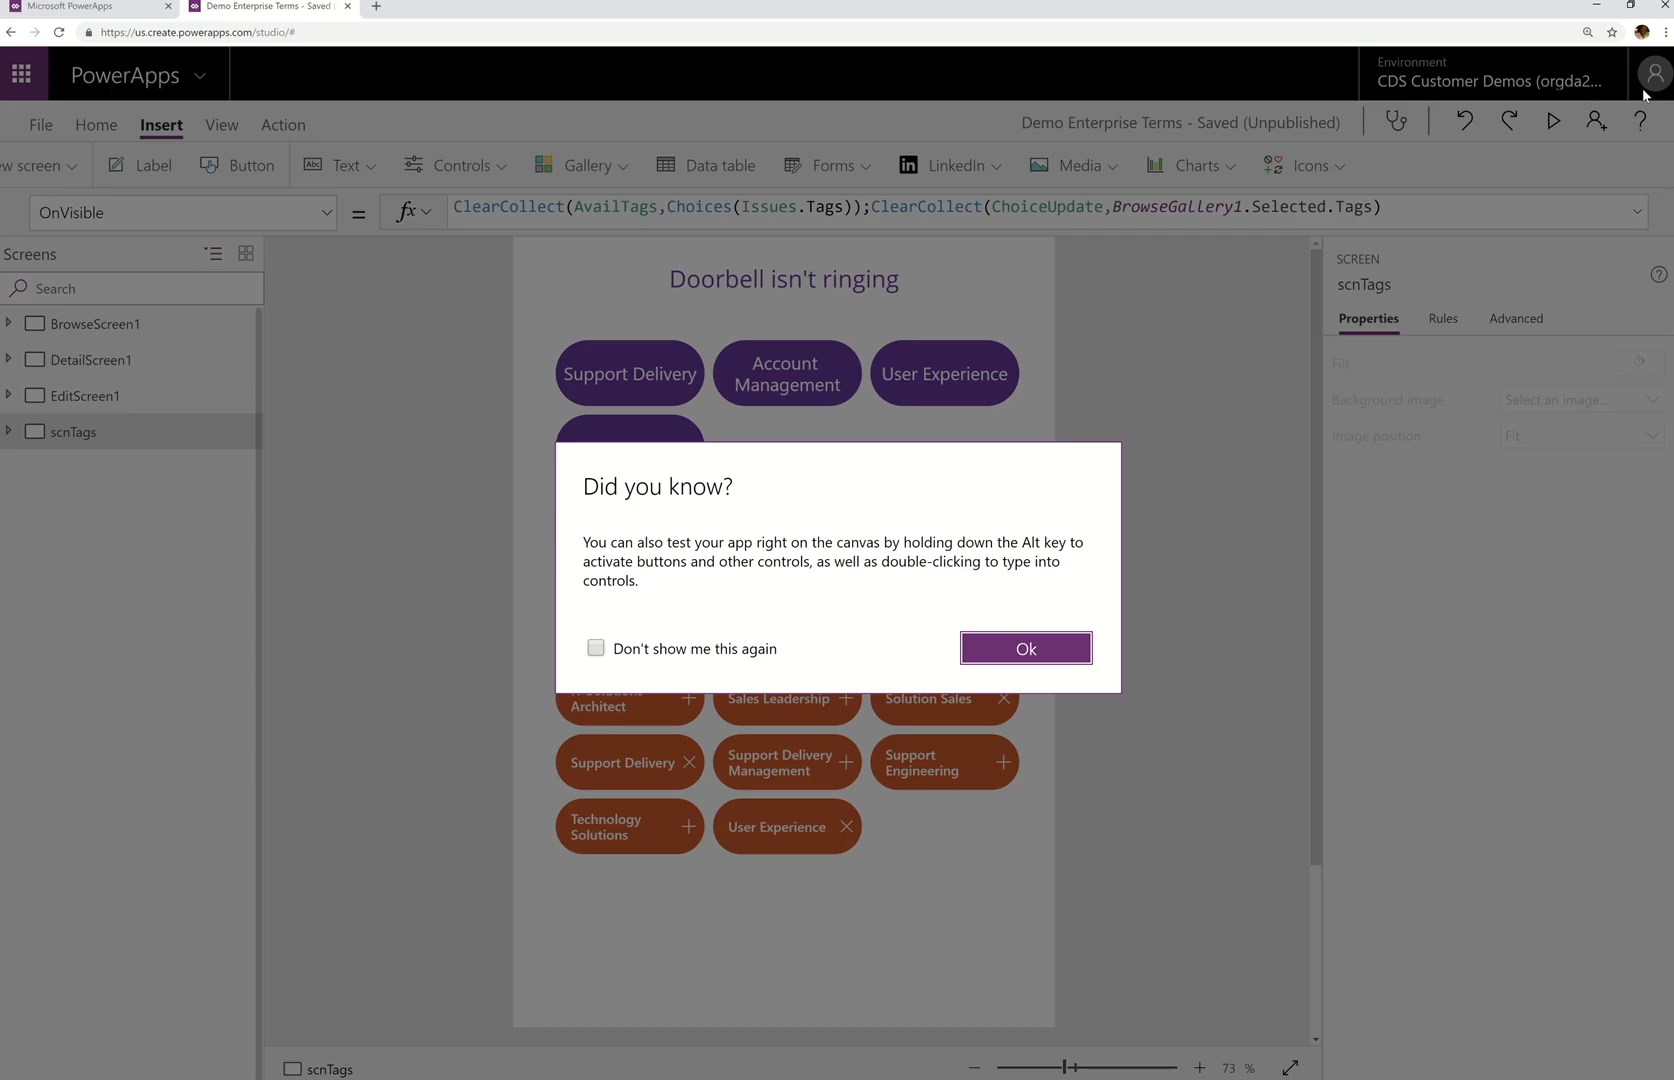 Microsoft PowerApps
Demo Enterprise Terms - Saved
https://us.create.powerapps.com/studio/#
PowerApps
Environment
CDS Customer Demos (orgda2...
File Home Insert View Action
Demo Enterprise Terms - Saved (Unpublished)
ew screen Label Button Text Controls Gallery Data table Forms LinkedIn Media Charts Icons
OnVisible = fx ClearCollect(AvailTags,Choices(Issues.Tags));ClearCollect(ChoiceUpdate,BrowseGallery1.Selected.Tags)
Screens
Search
BrowseScreen1
DetailScreen1
EditScreen1
scnTags
Doorbell isn't ringing
Support Delivery
Account
Management
User Experience
Did you know?
You can also test your app right on the canvas by holding down the Alt key to
activate buttons and other controls, as well as double-clicking to type into
controls.
Don't show me this again
Ok
IT Solutions
Architect
Sales Leadership
Solution Sales
Support Delivery
Support Delivery
Management
Support
Engineering
Technology
Solutions
User Experience
SCREEN
scnTags
Properties Rules Advanced
Fill
Background image Select an image...
Image position Fit
scnTags
73 %